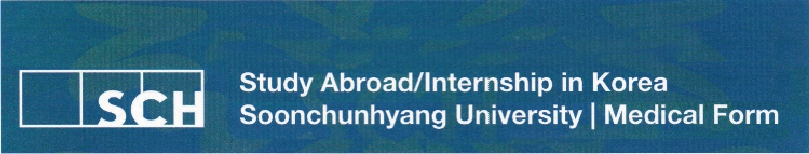 SCH
Study Abroad/Internship in Korea
Soonchunhyang University | Medical Form